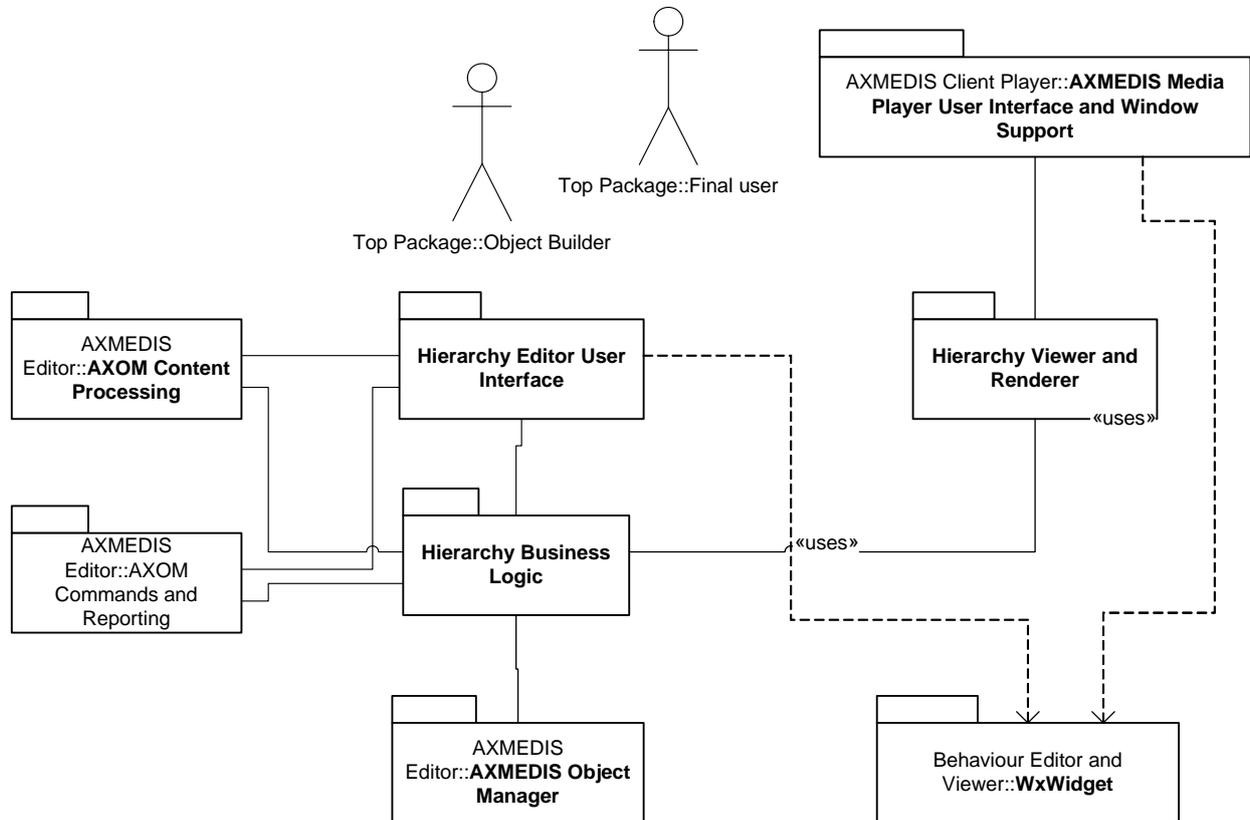 Top Package::Final user
Top Package::Object Builder
AXMEDIS Client Player::AXMEDIS Media
Player User Interface and Window
Support
AXMEDIS
Editor::AXOM Content
Processing
Hierarchy Editor User
Interface
Hierarchy Viewer and
Renderer
«uses»
AXMEDIS
Editor::AXOM
Commands and
Reporting
Hierarchy Business
Logic
«uses»
AXMEDIS
Editor::AXMEDIS Object
Manager
Behaviour Editor and
Viewer::WxWidget